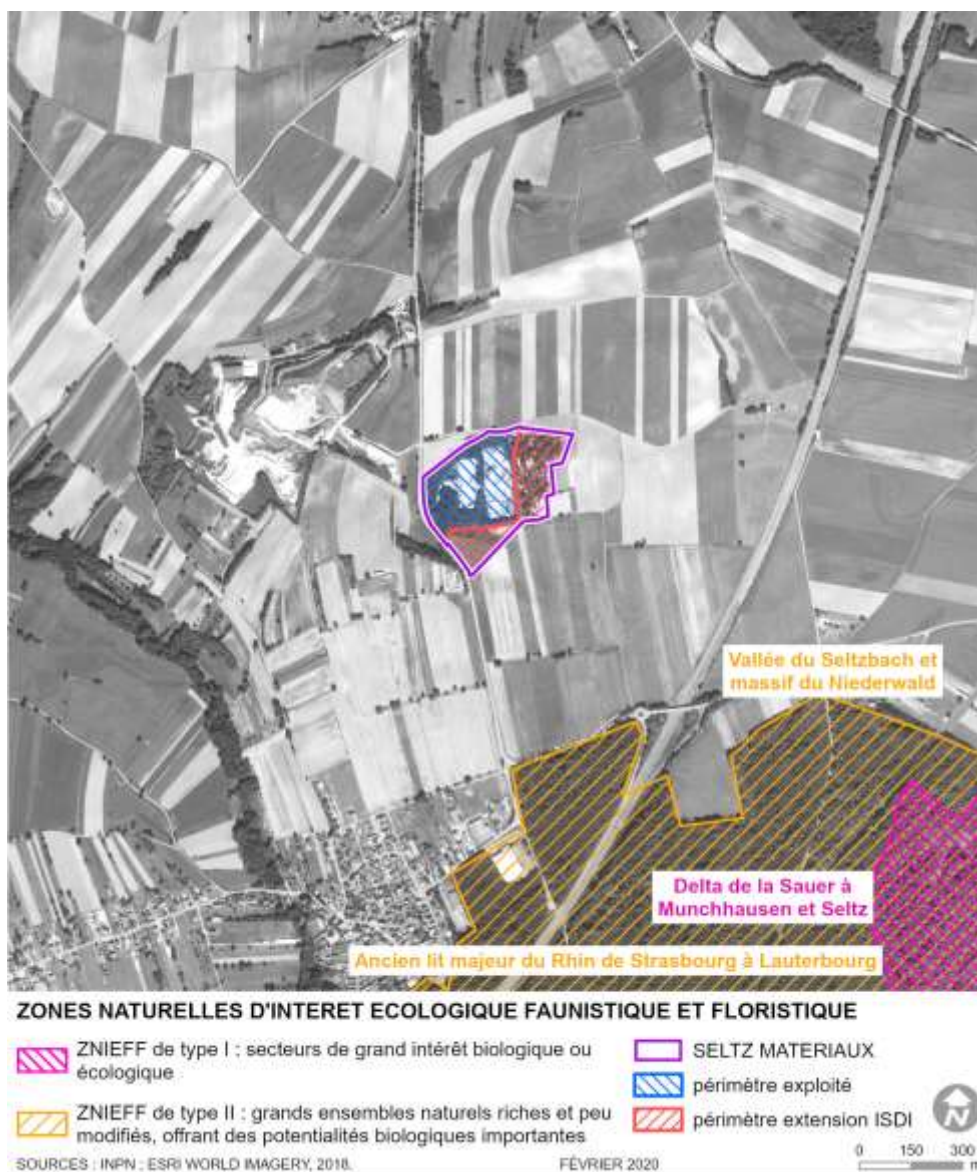 Vallée du Seltzbach et
massif du Niederwald
Delta de la Sauer à
Munchhausen et Seltz
Ancien lit majeur du Rhin de Strasbourg à Lauterbourg
ZONES NATURELLES D'INTERET ECOLOGIQUE FAUNISTIQUE ET FLORISTIQUE
ZNIEFF de type I : secteurs de grand intérêt biologique ou
écologique
ZNIEFF de type II : grands ensembles naturels riches et peu
modifiés, offrant des potentialités biologiques importantes
SELTZ MATERIAUX
périmètre exploité
périmètre extension ISDI
N
0 150 300
SOURCES : INPN ; ESRI WORLD IMAGERY, 2018.
FÉVRIER 2020